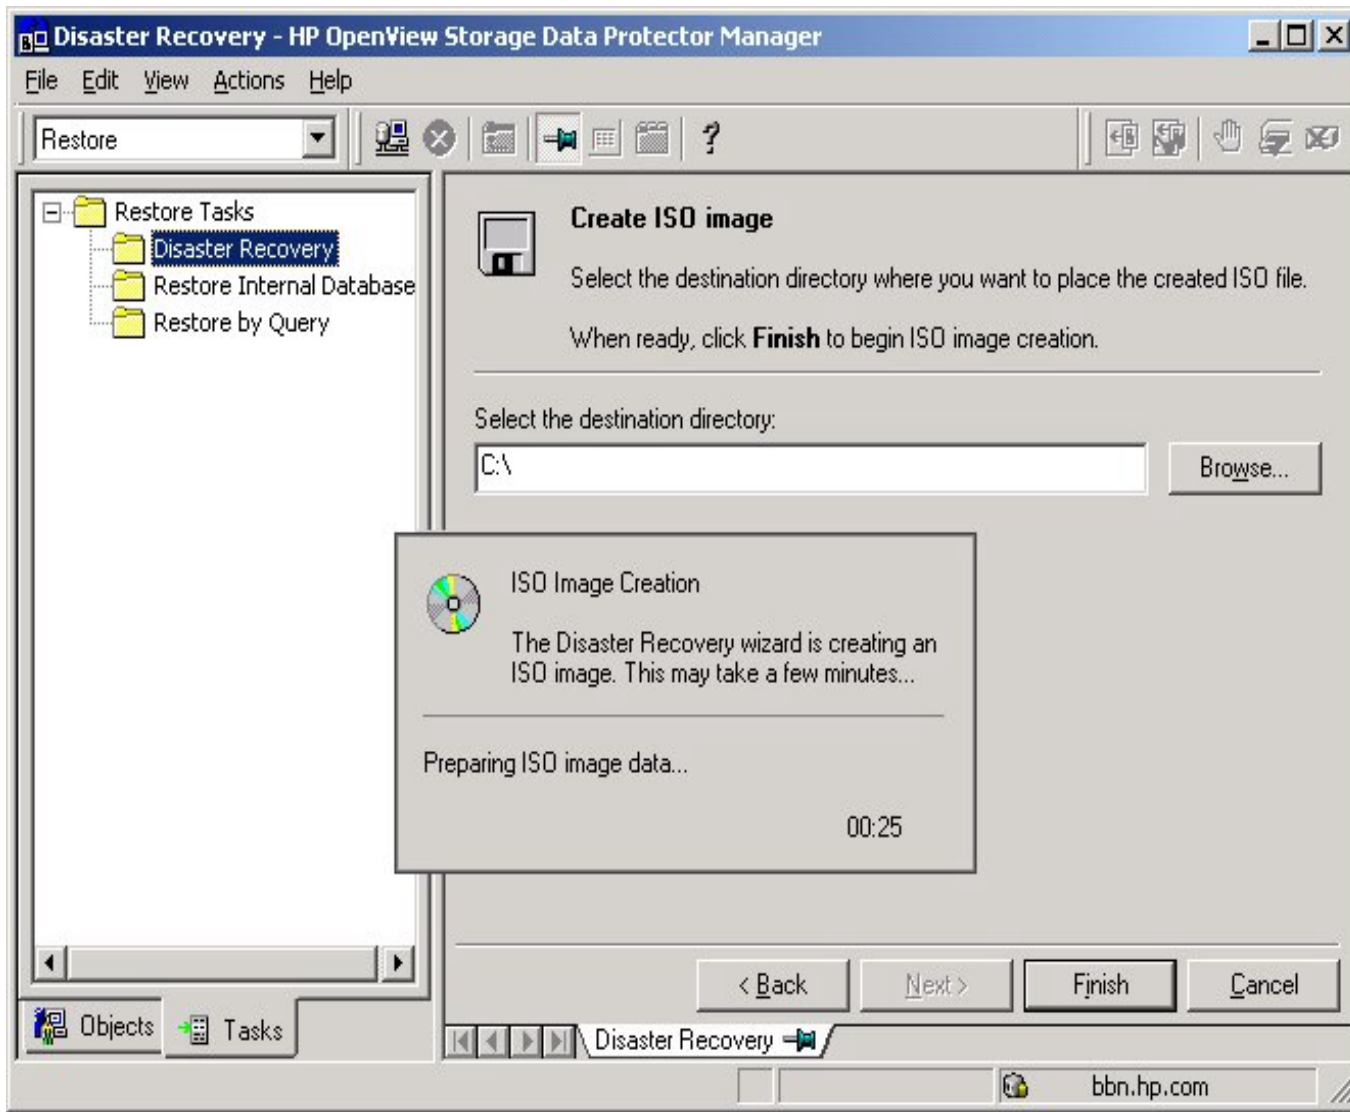 Disaster Recovery - HP OpenView Storage Data Protector Manager
File Edit View Actions Help
Restore
Restore Tasks
Disaster Recovery
Restore Internal Database
Restore by Query
Create ISO image
Select the destination directory where you want to place the created ISO file.
When ready, click Finish to begin ISO image creation.
Select the destination directory:
C:\
Browse...
ISO Image Creation
The Disaster Recovery wizard is creating an
ISO image. This may take a few minutes...
Preparing ISO image data...
00:25
< Back Next > Finish Cancel
Objects Tasks
Disaster Recovery
bbn.hp.com